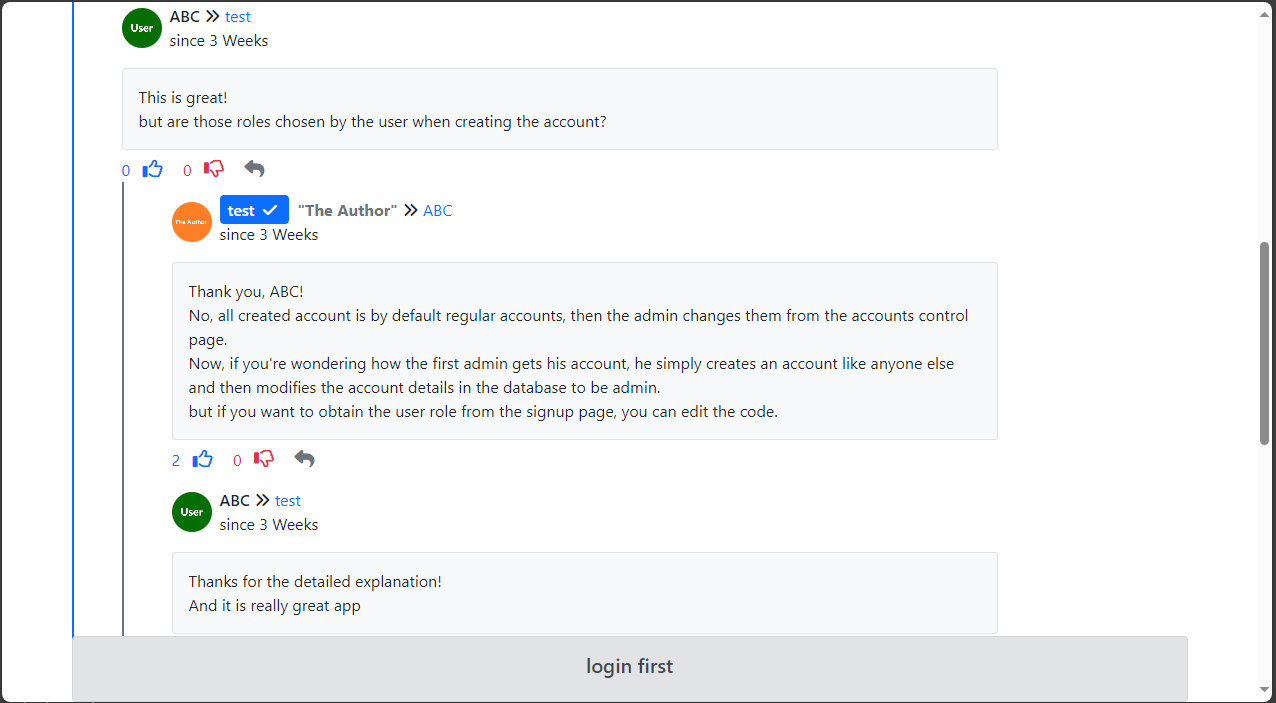 User
ABC » test
since 3 Weeks
This is great!
but are those roles chosen by the user when creating the account?
0 0
The Author
test "The Author" » ABC
since 3 Weeks
Thank you, ABC!
No, all created account is by default regular accounts, then the admin changes them from the accounts control
page.
Now, if you're wondering how the first admin gets his account, he simply creates an account like anyone else
and then modifies the account details in the database to be admin.
but if you want to obtain the user role from the signup page, you can edit the code.
2 0
User
ABC » test
since 3 Weeks
Thanks for the detailed explanation!
And it is really great app
login first